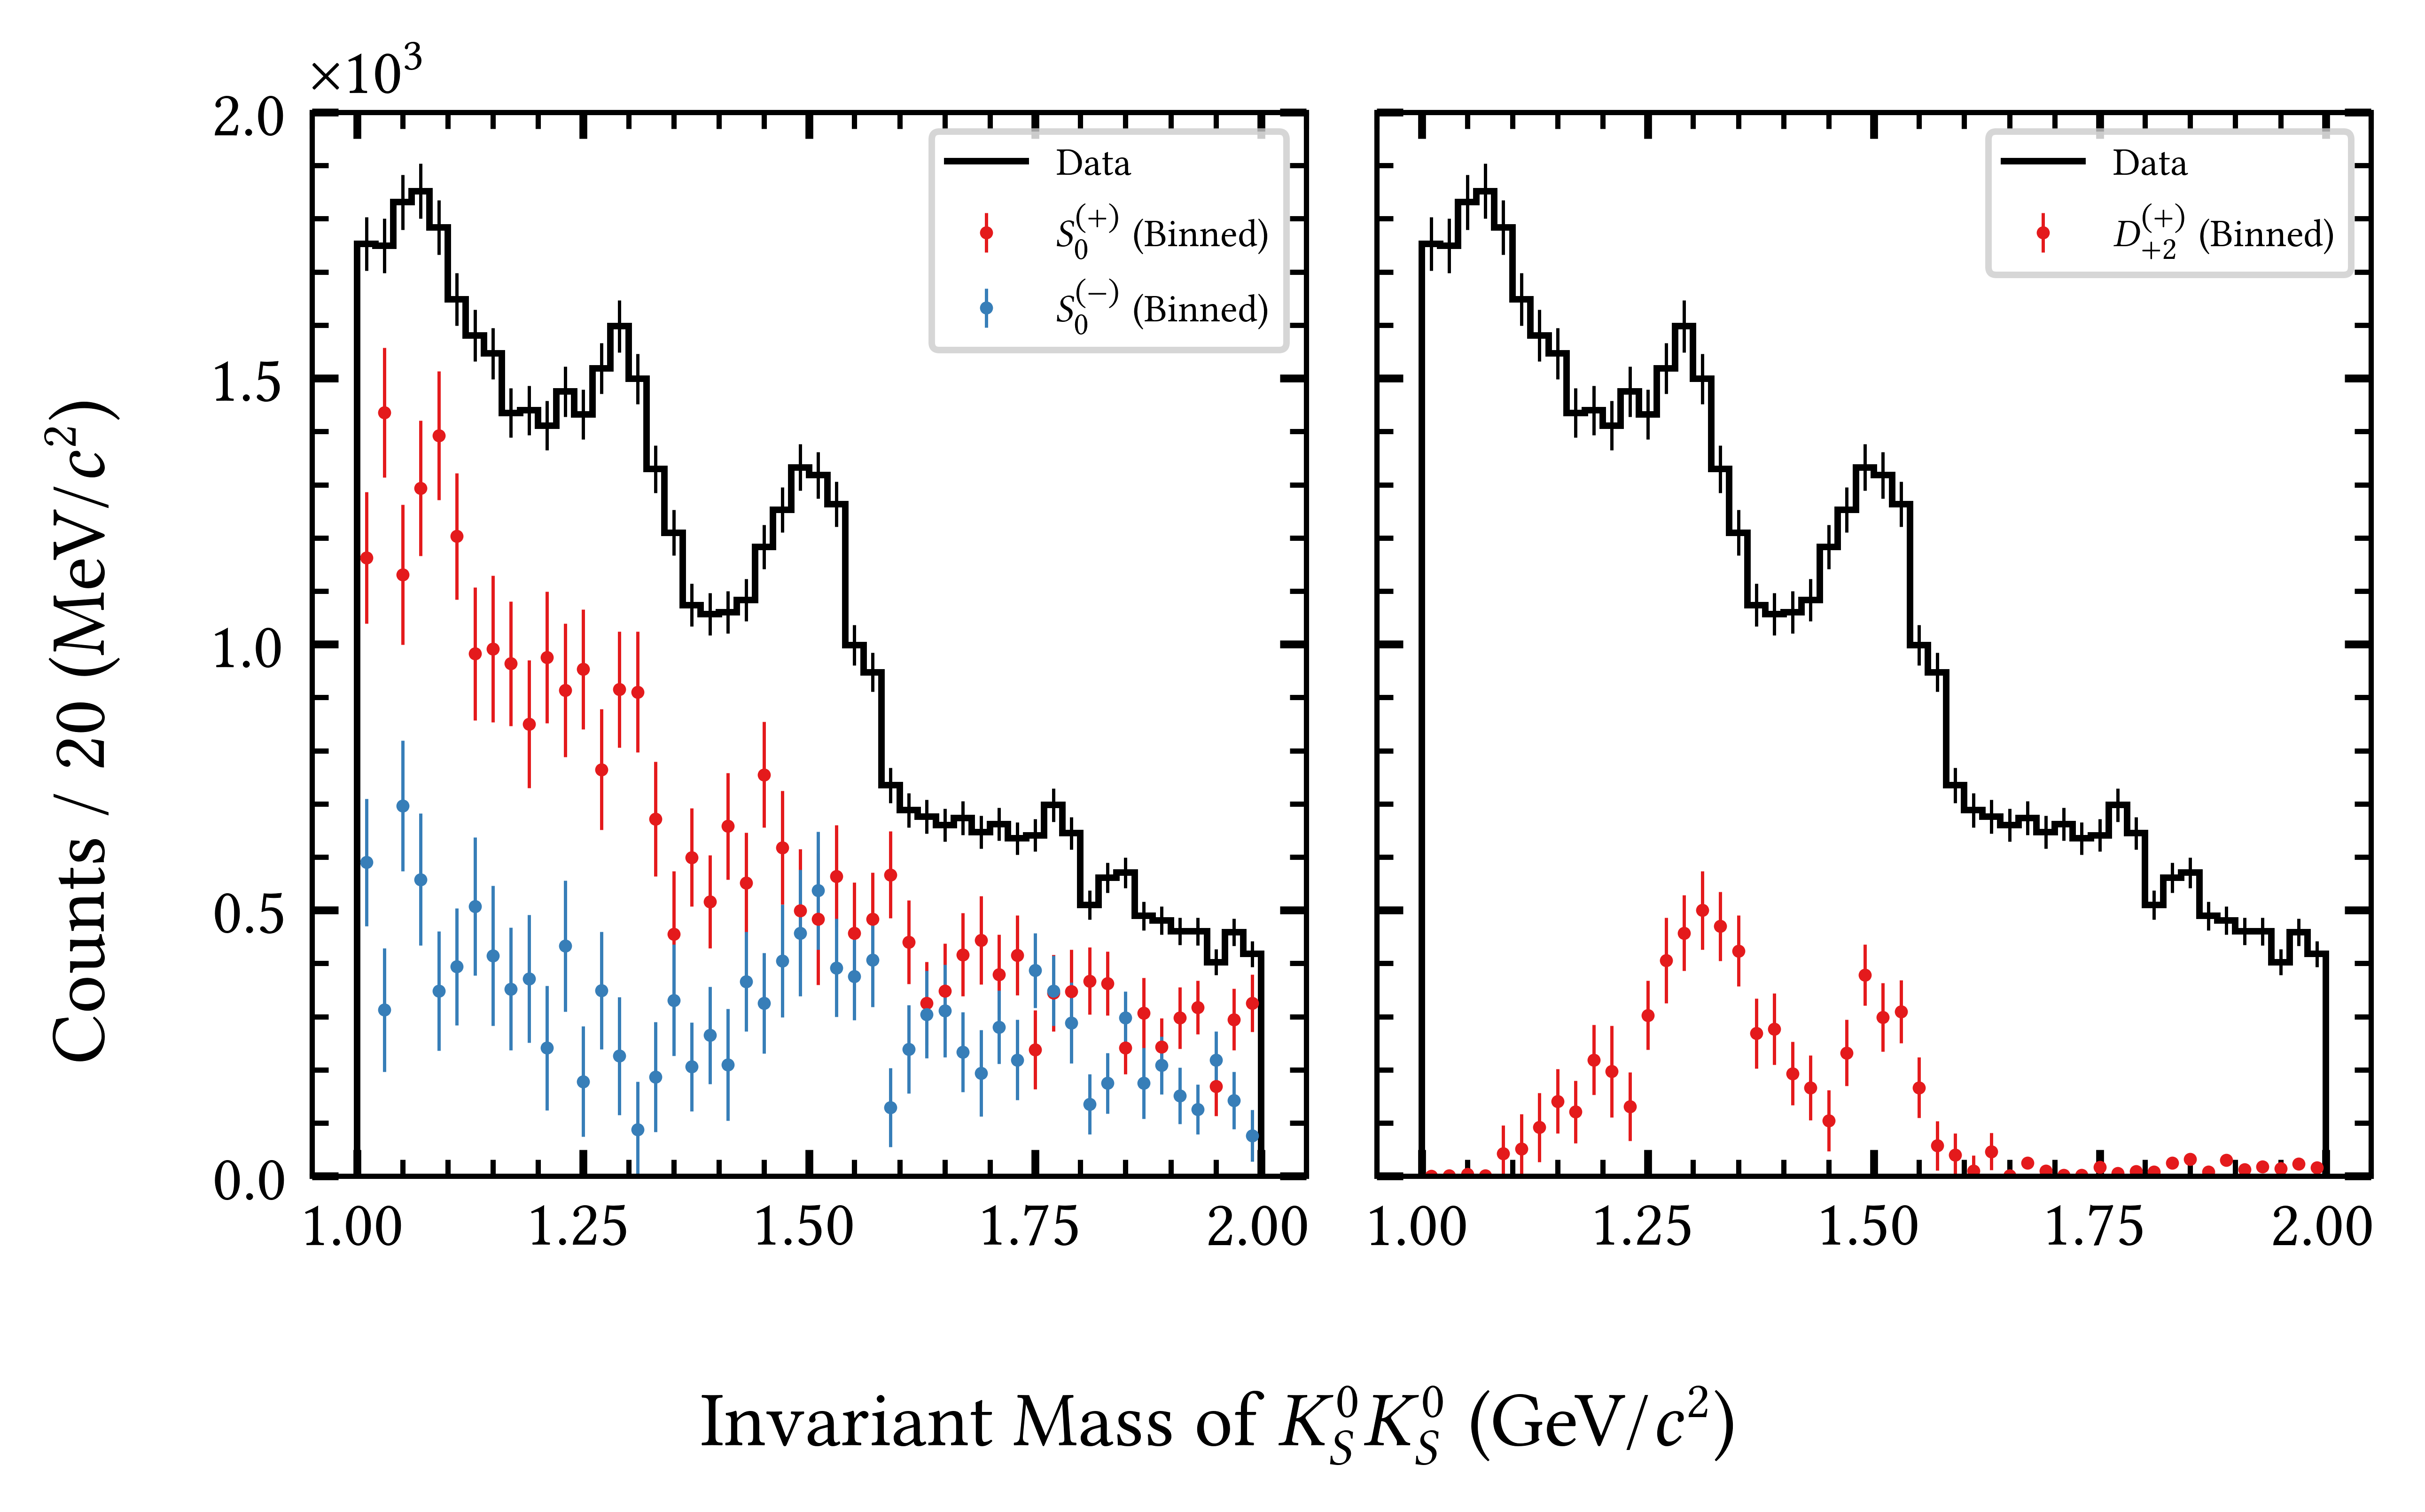 ×10³
2.0
1.5
1.0
0.5
0.0
Counts / 20 (MeV/c²)
Data
S₀⁽⁺⁾ (Binned)
S₀⁽⁻⁾ (Binned)
1.00 1.25 1.50 1.75 2.00
Data
D₊₂⁽⁺⁾ (Binned)
1.00 1.25 1.50 1.75 2.00
Invariant Mass of K_S⁰K_S⁰ (GeV/c²)